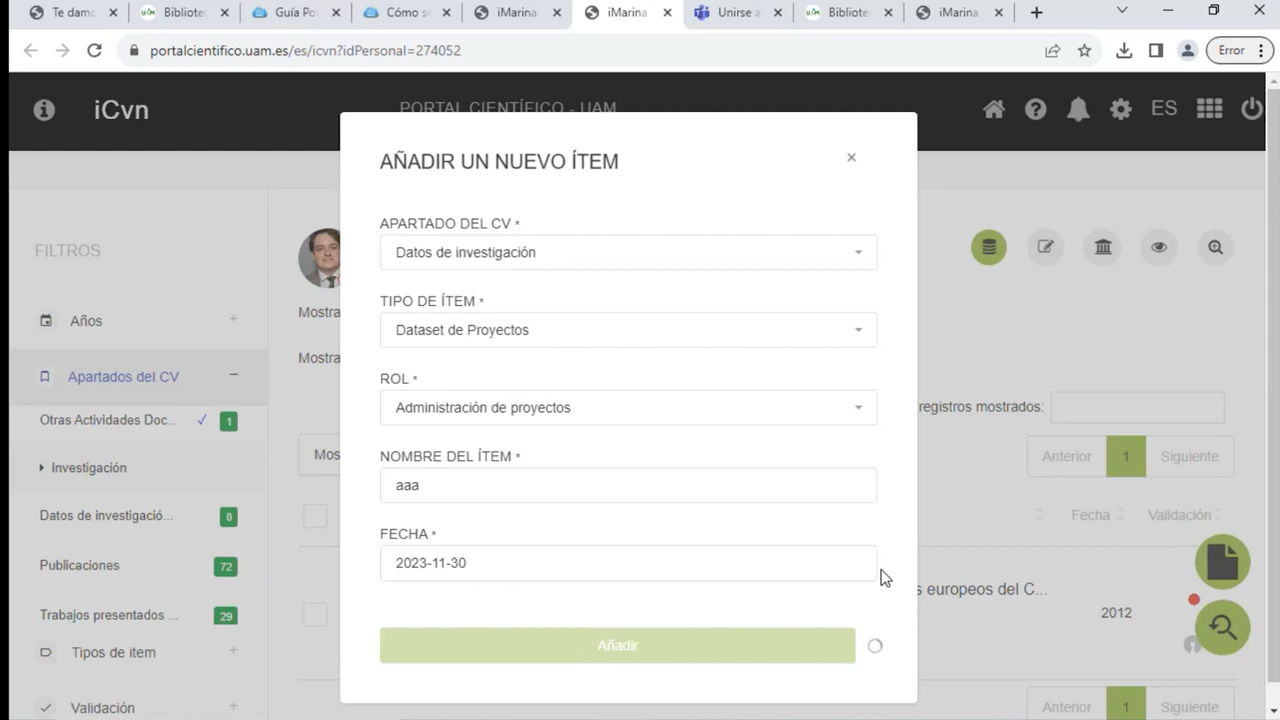 Te damo
Bibliote
Guía Po
Cómo s
iMarina
iMarina
Unirse a
Bibliote
iMarina
portalcientifico.uam.es/es/icvn?idPersonal=274052
Error
iCvn
PORTAL CIENTÍFICO - UAM
ES
AÑADIR UN NUEVO ÍTEM
APARTADO DEL CV *
Datos de investigación
TIPO DE ÍTEM *
Dataset de Proyectos
ROL *
Administración de proyectos
NOMBRE DEL ÍTEM *
aaa
FECHA *
2023-11-30
Añadir
FILTROS
Años
Apartados del CV
Otras Actividades Doc... 1
Investigación
Datos de investigació... 0
Publicaciones 72
Trabajos presentados ... 29
Tipos de item
Validación
Mostra
Mostra
Mos
registros mostrados:
Anterior 1 Siguiente
Fecha Validación
s europeos del C...
2012
Anterior 1 Siguiente